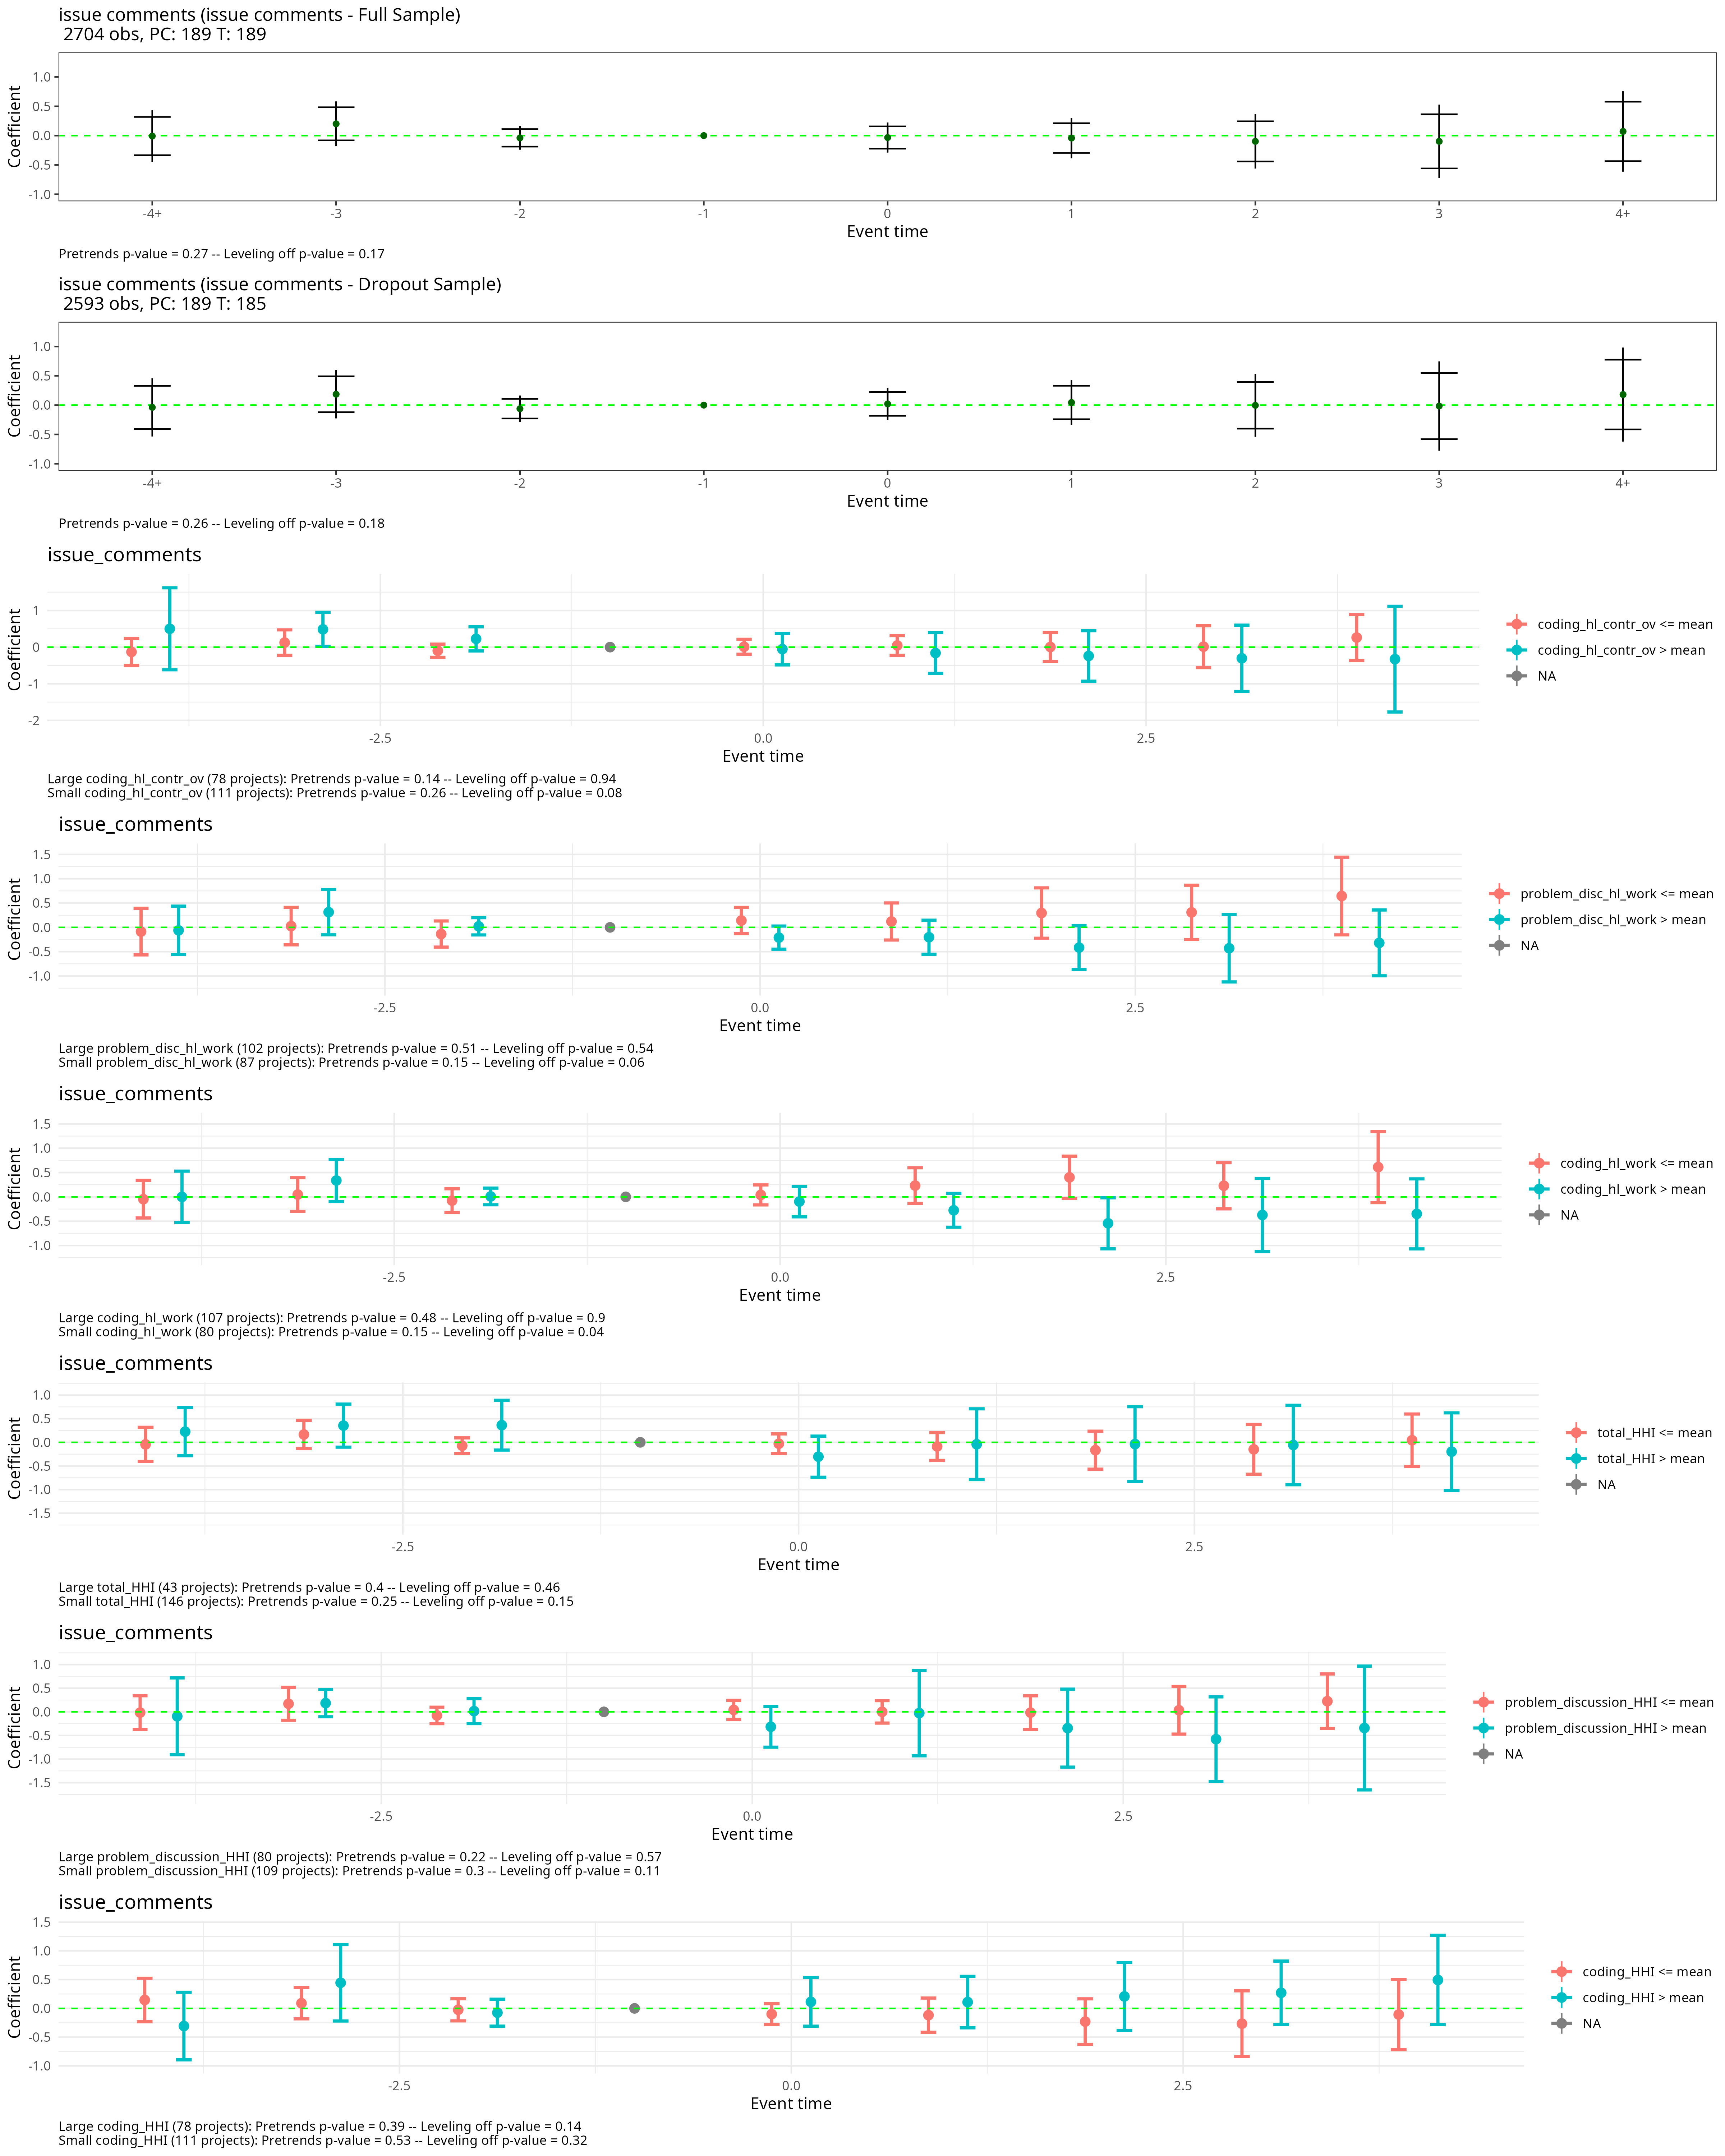 issue comments (issue comments - Full Sample)
2704 obs, PC: 189 T: 189
Coefficient
1.0
0.5
0.0
-0.5
-1.0
-4+ -3 -2 -1 0 1 2 3 4+
Event time
Pretrends p-value = 0.27 -- Leveling off p-value = 0.17
issue comments (issue comments - Dropout Sample)
2593 obs, PC: 189 T: 185
Coefficient
1.0
0.5
0.0
-0.5
-1.0
-4+ -3 -2 -1 0 1 2 3 4+
Event time
Pretrends p-value = 0.26 -- Leveling off p-value = 0.18
issue_comments
Coefficient
1
0
-1
-2
-2.5 0.0 2.5
Event time
coding_hl_contr_ov <= mean
coding_hl_contr_ov > mean
NA
Large coding_hl_contr_ov (78 projects): Pretrends p-value = 0.14 -- Leveling off p-value = 0.94
Small coding_hl_contr_ov (111 projects): Pretrends p-value = 0.26 -- Leveling off p-value = 0.08
issue_comments
Coefficient
1.5
1.0
0.5
0.0
-0.5
-1.0
-2.5 0.0 2.5
Event time
problem_disc_hl_work <= mean
problem_disc_hl_work > mean
NA
Large problem_disc_hl_work (102 projects): Pretrends p-value = 0.51 -- Leveling off p-value = 0.54
Small problem_disc_hl_work (87 projects): Pretrends p-value = 0.15 -- Leveling off p-value = 0.06
issue_comments
Coefficient
1.5
1.0
0.5
0.0
-0.5
-1.0
-2.5 0.0 2.5
Event time
coding_hl_work <= mean
coding_hl_work > mean
NA
Large coding_hl_work (107 projects): Pretrends p-value = 0.48 -- Leveling off p-value = 0.9
Small coding_hl_work (80 projects): Pretrends p-value = 0.15 -- Leveling off p-value = 0.04
issue_comments
Coefficient
1.0
0.5
0.0
-0.5
-1.0
-1.5
-2.5 0.0 2.5
Event time
total_HHI <= mean
total_HHI > mean
NA
Large total_HHI (43 projects): Pretrends p-value = 0.4 -- Leveling off p-value = 0.46
Small total_HHI (146 projects): Pretrends p-value = 0.25 -- Leveling off p-value = 0.15
issue_comments
Coefficient
1.0
0.5
0.0
-0.5
-1.0
-1.5
-2.5 0.0 2.5
Event time
problem_discussion_HHI <= mean
problem_discussion_HHI > mean
NA
Large problem_discussion_HHI (80 projects): Pretrends p-value = 0.22 -- Leveling off p-value = 0.57
Small problem_discussion_HHI (109 projects): Pretrends p-value = 0.3 -- Leveling off p-value = 0.11
issue_comments
Coefficient
1.5
1.0
0.5
0.0
-0.5
-1.0
-2.5 0.0 2.5
Event time
coding_HHI <= mean
coding_HHI > mean
NA
Large coding_HHI (78 projects): Pretrends p-value = 0.39 -- Leveling off p-value = 0.14
Small coding_HHI (111 projects): Pretrends p-value = 0.53 -- Leveling off p-value = 0.32